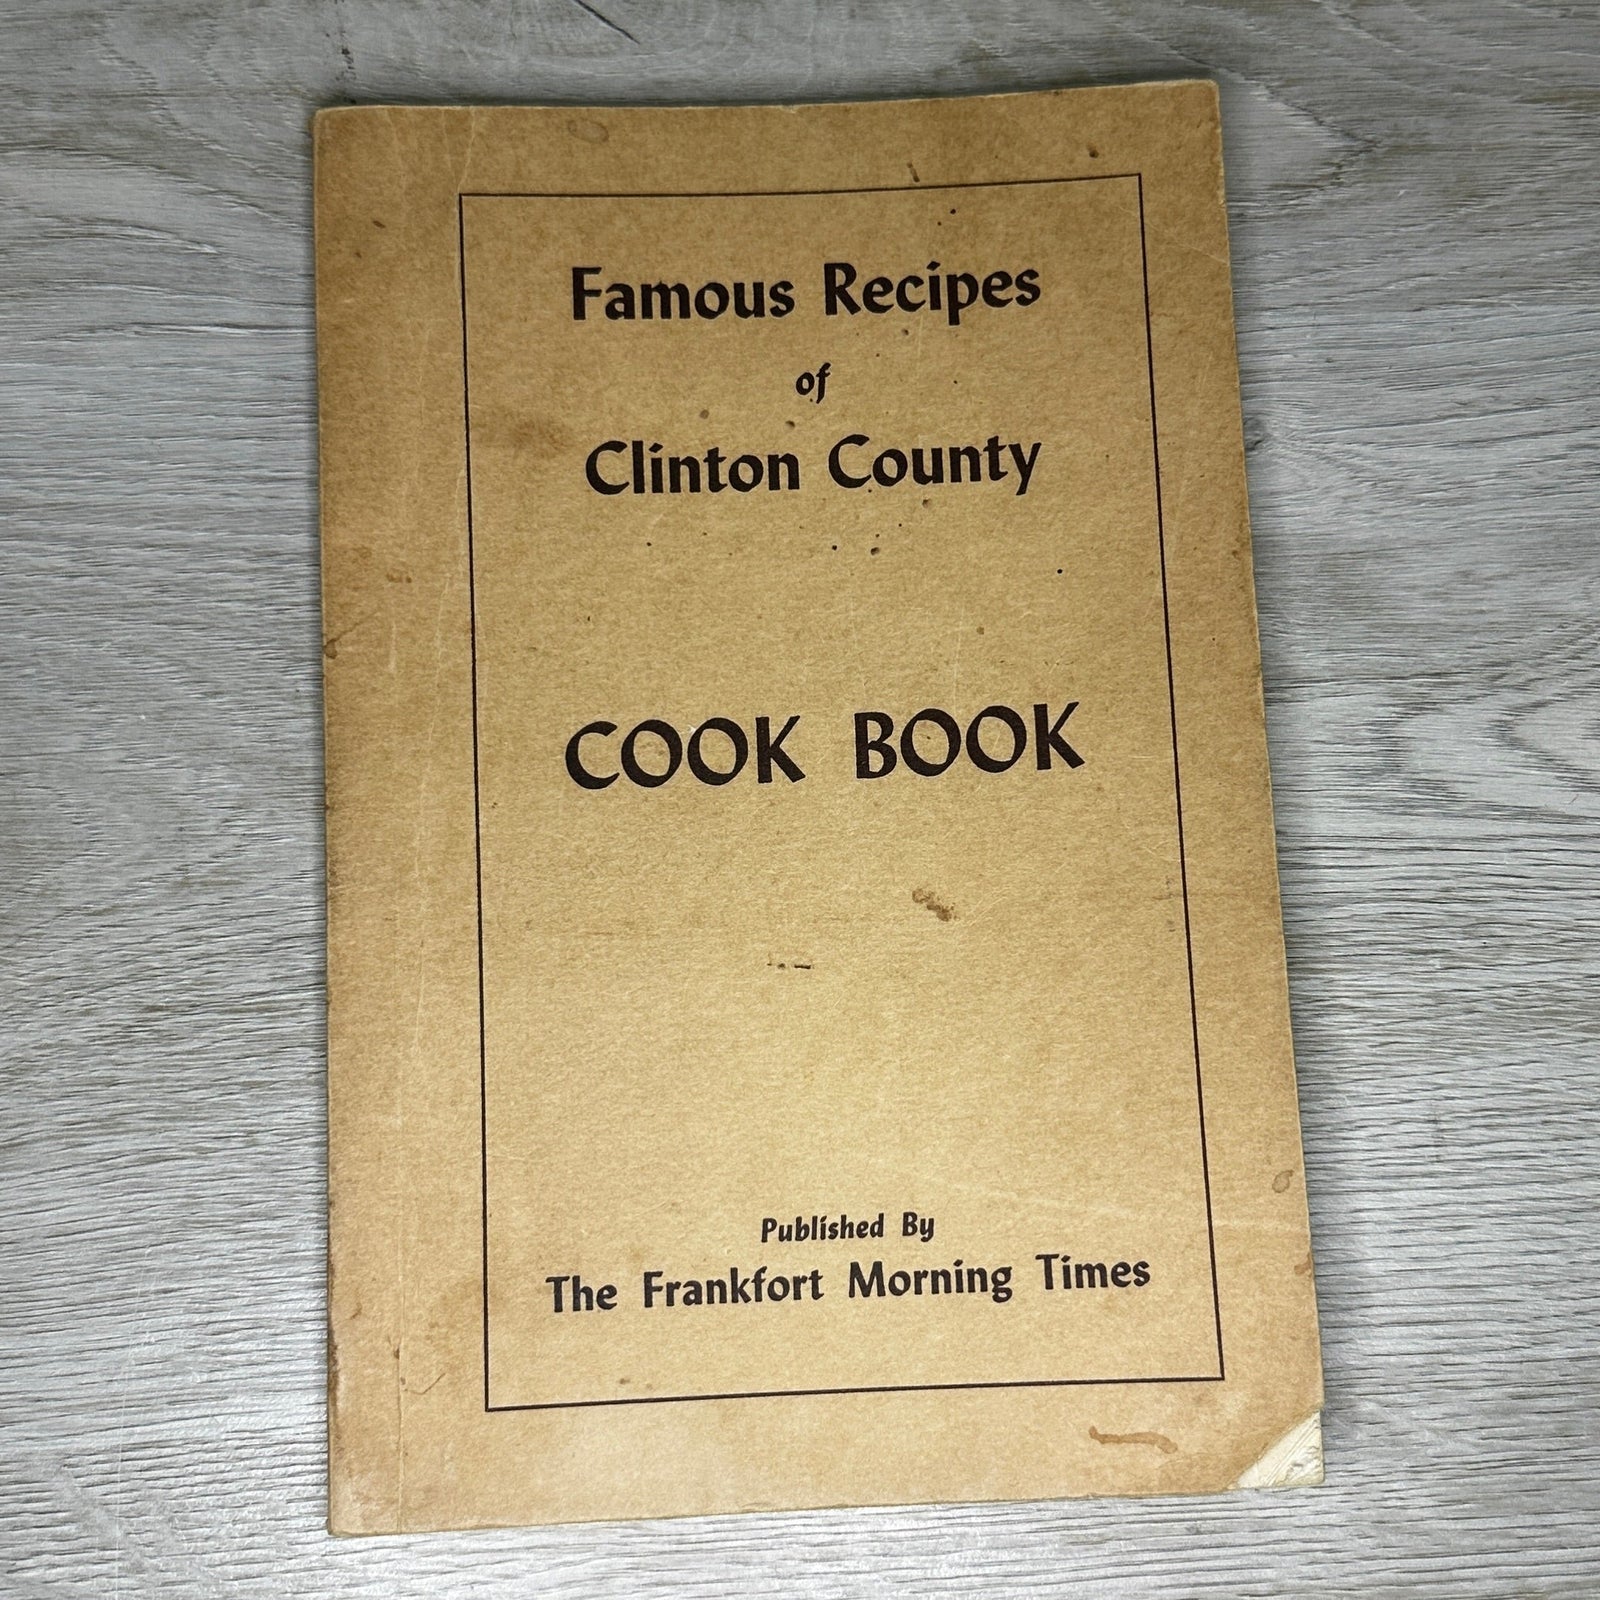 Famous Recipes
of
Clinton County
COOK BOOK
Published By
The Frankfort Morning Times